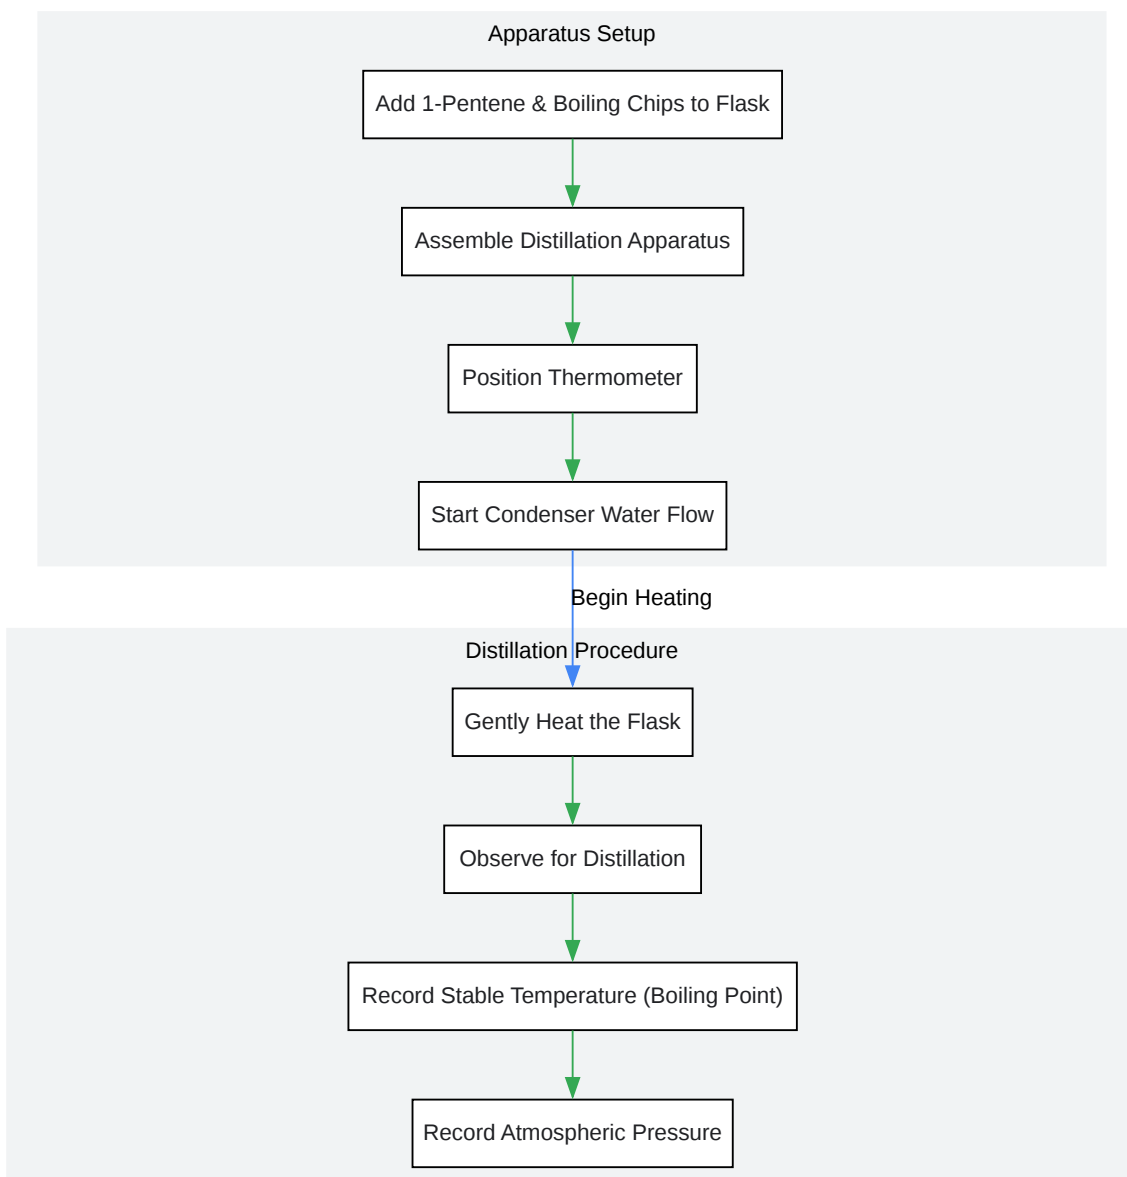 Apparatus Setup
Add 1-Pentene & Boiling Chips to Flask
Assemble Distillation Apparatus
Position Thermometer
Start Condenser Water Flow
Begin Heating
Distillation Procedure
Gently Heat the Flask
Observe for Distillation
Record Stable Temperature (Boiling Point)
Record Atmospheric Pressure